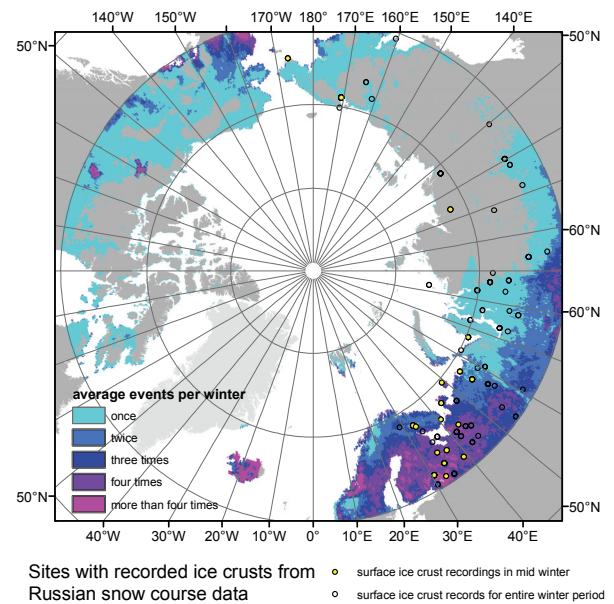 140°W 150°W 170°W 180° 170°E 160°E 150°E 140°E
50°N 50°N
60°N
60°N
average events per winter
once
twice
three times
four times
more than four times
50°N 50°N
40°W 30°W 20°W 10°W 0° 10°E 20°E 30°E 40°E
Sites with recorded ice crusts from
Russian snow course data
surface ice crust recordings in mid winter
surface ice crust records for entire winter period